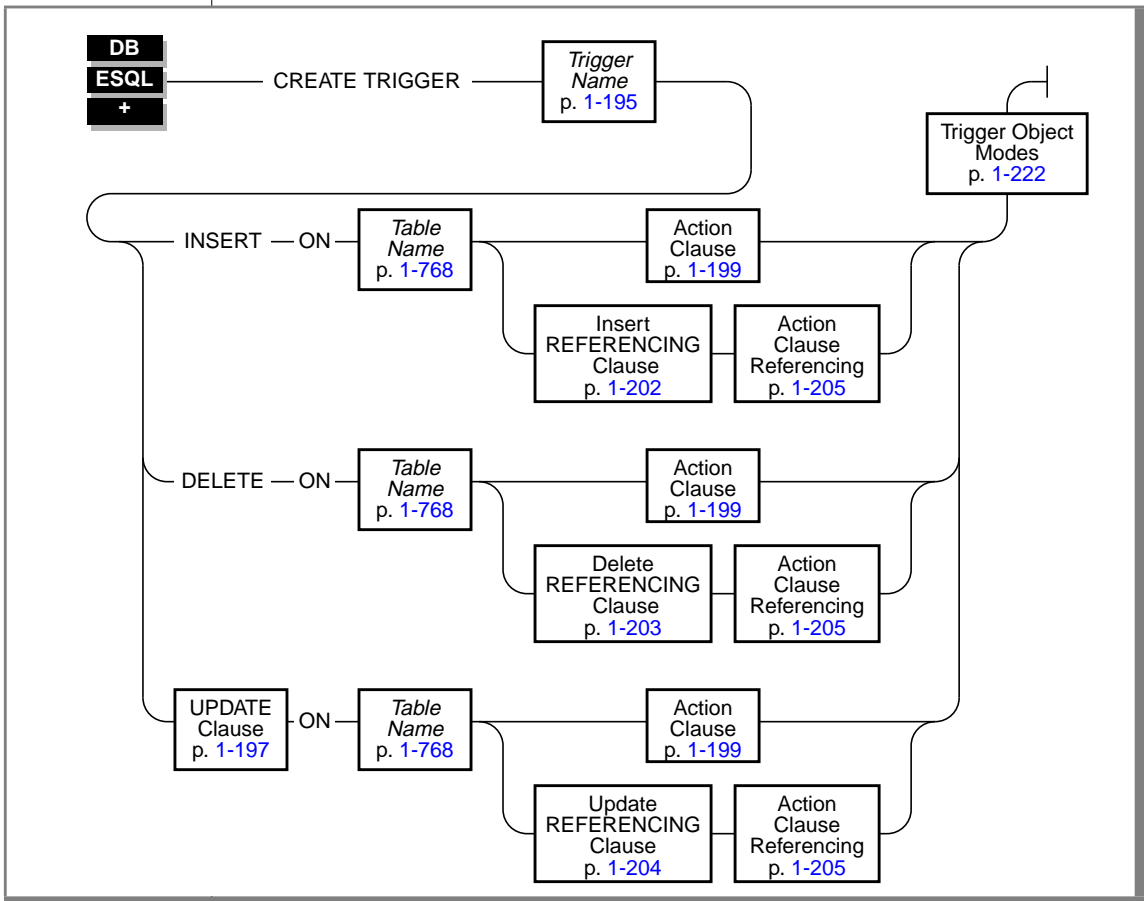 DB
ESQL
+
CREATE TRIGGER
Trigger
Name
p. 1-195
Trigger Object
Modes
p. 1-222
INSERT
ON
Table
Name
p. 1-768
Action
Clause
p. 1-199
Insert
REFERENCING
Clause
p. 1-202
Action
Clause
Referencing
p. 1-205
DELETE
ON
Table
Name
p. 1-768
Action
Clause
p. 1-199
Delete
REFERENCING
Clause
p. 1-203
Action
Clause
Referencing
p. 1-205
UPDATE
Clause
p. 1-197
ON
Table
Name
p. 1-768
Action
Clause
p. 1-199
Update
REFERENCING
Clause
p. 1-204
Action
Clause
Referencing
p. 1-205